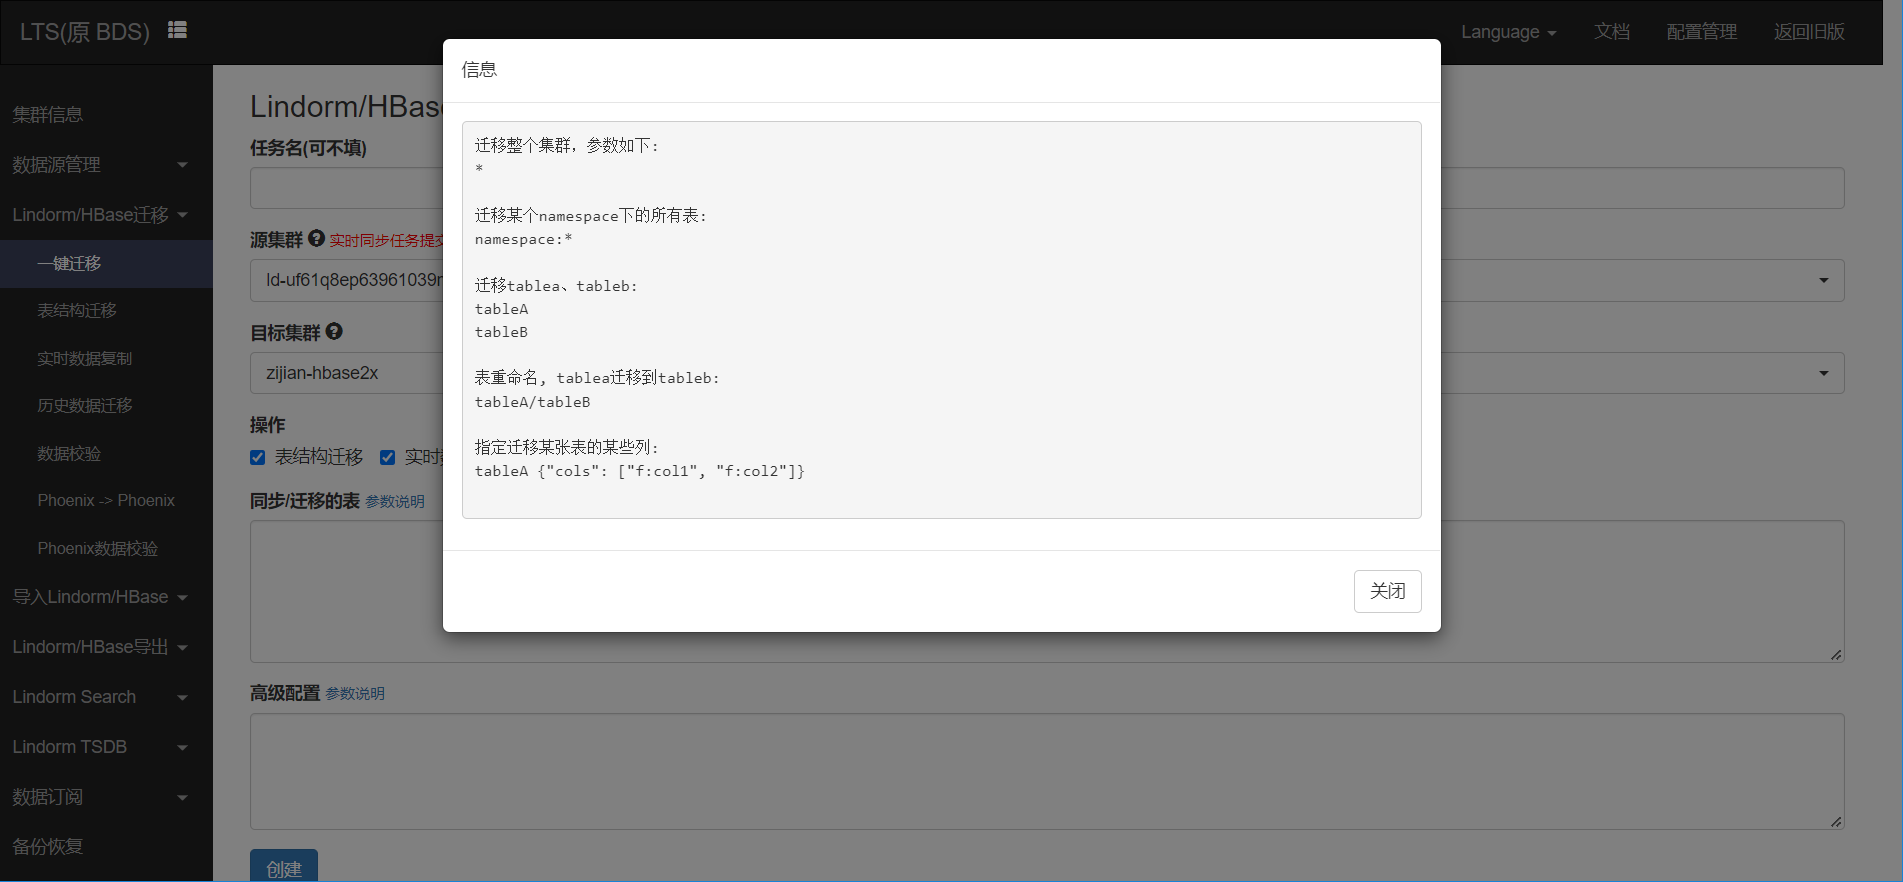 LTS(原 BDS)
Language
文档
配置管理
返回旧版
集群信息
数据源管理
Lindorm/HBase迁移
一键迁移
表结构迁移
实时数据复制
历史数据迁移
数据校验
Phoenix -> Phoenix
Phoenix数据校验
导入Lindorm/HBase
Lindorm/HBase导出
Lindorm Search
Lindorm TSDB
数据订阅
备份恢复
Lindorm/HBase
任务名(可不填)
源集群 实时同步任务提交
ld-uf61q8ep63961039
目标集群
zijian-hbase2x
操作
表结构迁移 实时
同步/迁移的表 参数说明
高级配置 参数说明
创建
信息
迁移整个集群，参数如下:
*
迁移某个namespace下的所有表:
namespace:*
迁移tablea、tableb:
tableA
tableB
表重命名, tablea迁移到tableb:
tableA/tableB
指定迁移某张表的某些列:
tableA {"cols": ["f:col1", "f:col2"]}
关闭